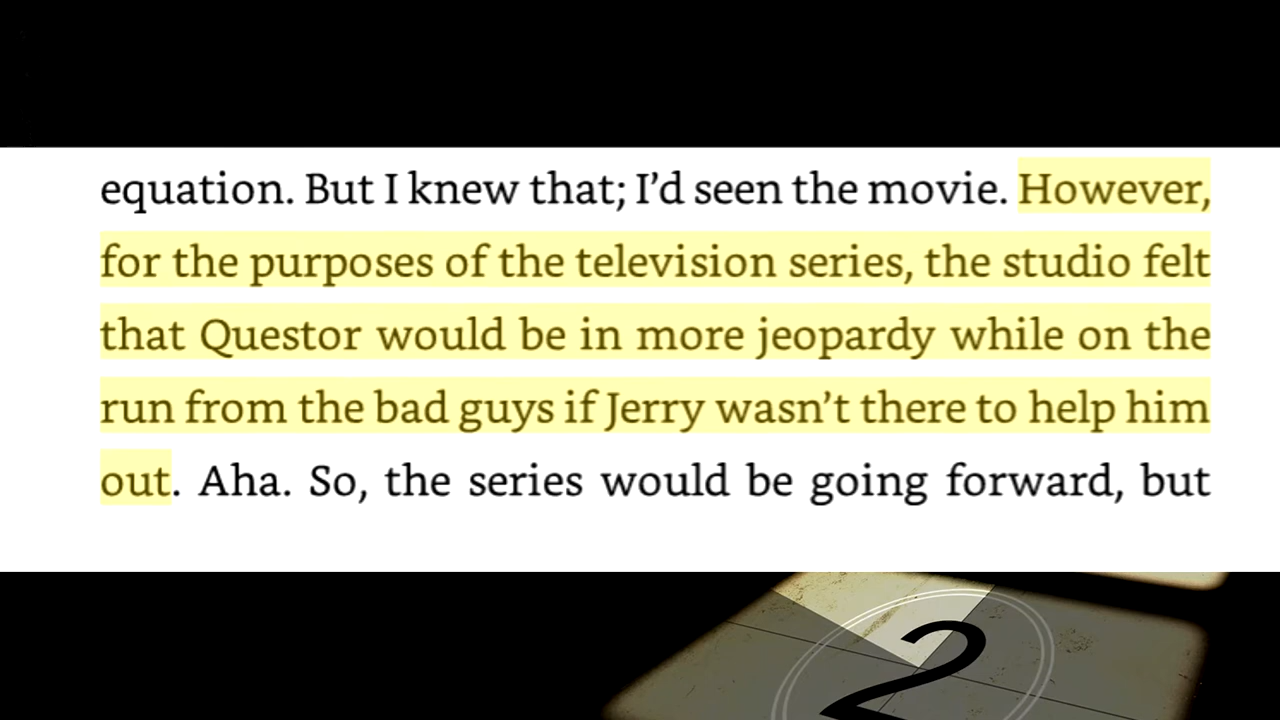 equation. But I knew that; I’d seen the movie. However,
for the purposes of the television series, the studio felt
that Questor would be in more jeopardy while on the
run from the bad guys if Jerry wasn’t there to help him
out. Aha. So, the series would be going forward, but
2